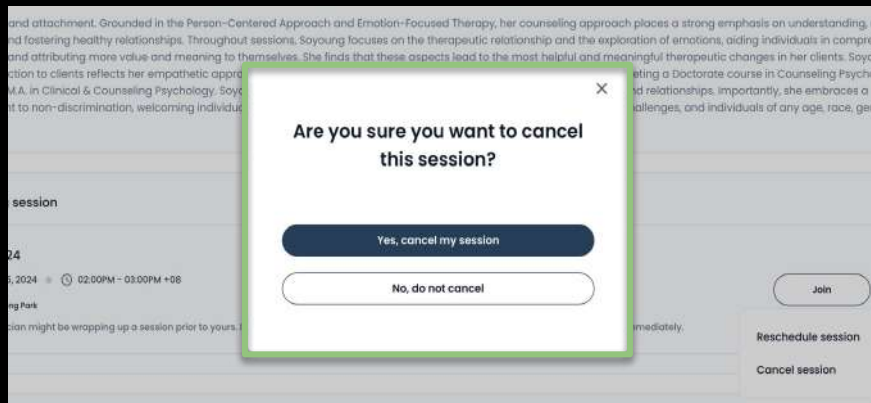 and attachment. Grounded in the Person-Centered Approach and Emotion-Focused Therapy, her counseling approach places a strong emphasis on understanding,
nd fostering healthy relationships. Throughout sessions, Soyoung focuses on the therapeutic relationship and the exploration of emotions, aiding individuals in compre
and attributing more value and meaning to themselves. She finds that these aspects lead to the most helpful and meaningful therapeutic changes in her clients. Soyo
ction to clients reflects her empathetic appr eting a Doctorate course in Counseling Psych
M.A. in Clinical & Counseling Psychology. Soyo nd relationships. Importantly, she embraces a
nt to non-discrimination, welcoming individu allenges, and individuals of any age, race, ge
Are you sure you want to cancel
this session?
session
Yes, cancel my session
24
5, 2024 02:00PM - 03:00PM +08
No, do not cancel
Join
ng Park
cian might be wrapping up a session prior to yours. mmediately.
Reschedule session
Cancel session